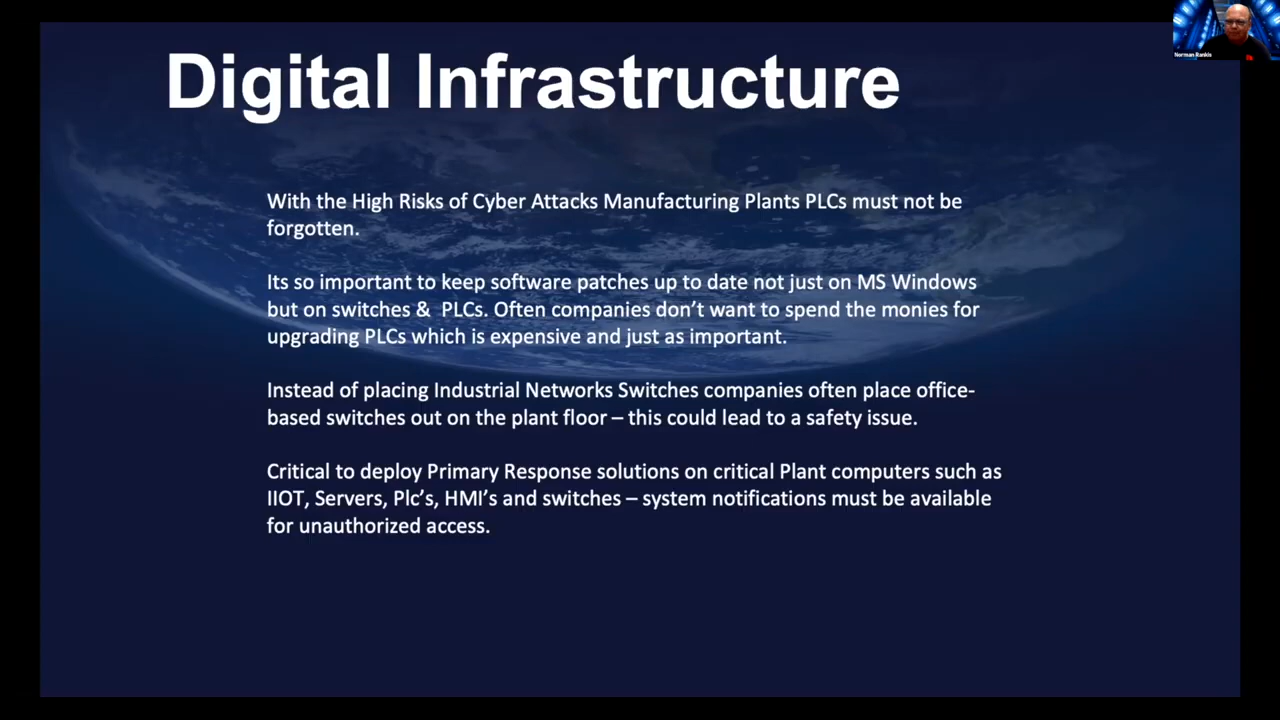 Digital Infrastructure
Norman Rankis
With the High Risks of Cyber Attacks Manufacturing Plants PLCs must not be
forgotten.
Its so important to keep software patches up to date not just on MS Windows
but on switches &  PLCs. Often companies don’t want to spend the monies for
upgrading PLCs which is expensive and just as important.
Instead of placing Industrial Networks Switches companies often place office-
based switches out on the plant floor – this could lead to a safety issue.
Critical to deploy Primary Response solutions on critical Plant computers such as
IIOT, Servers, Plc’s, HMI’s and switches – system notifications must be available
for unauthorized access.